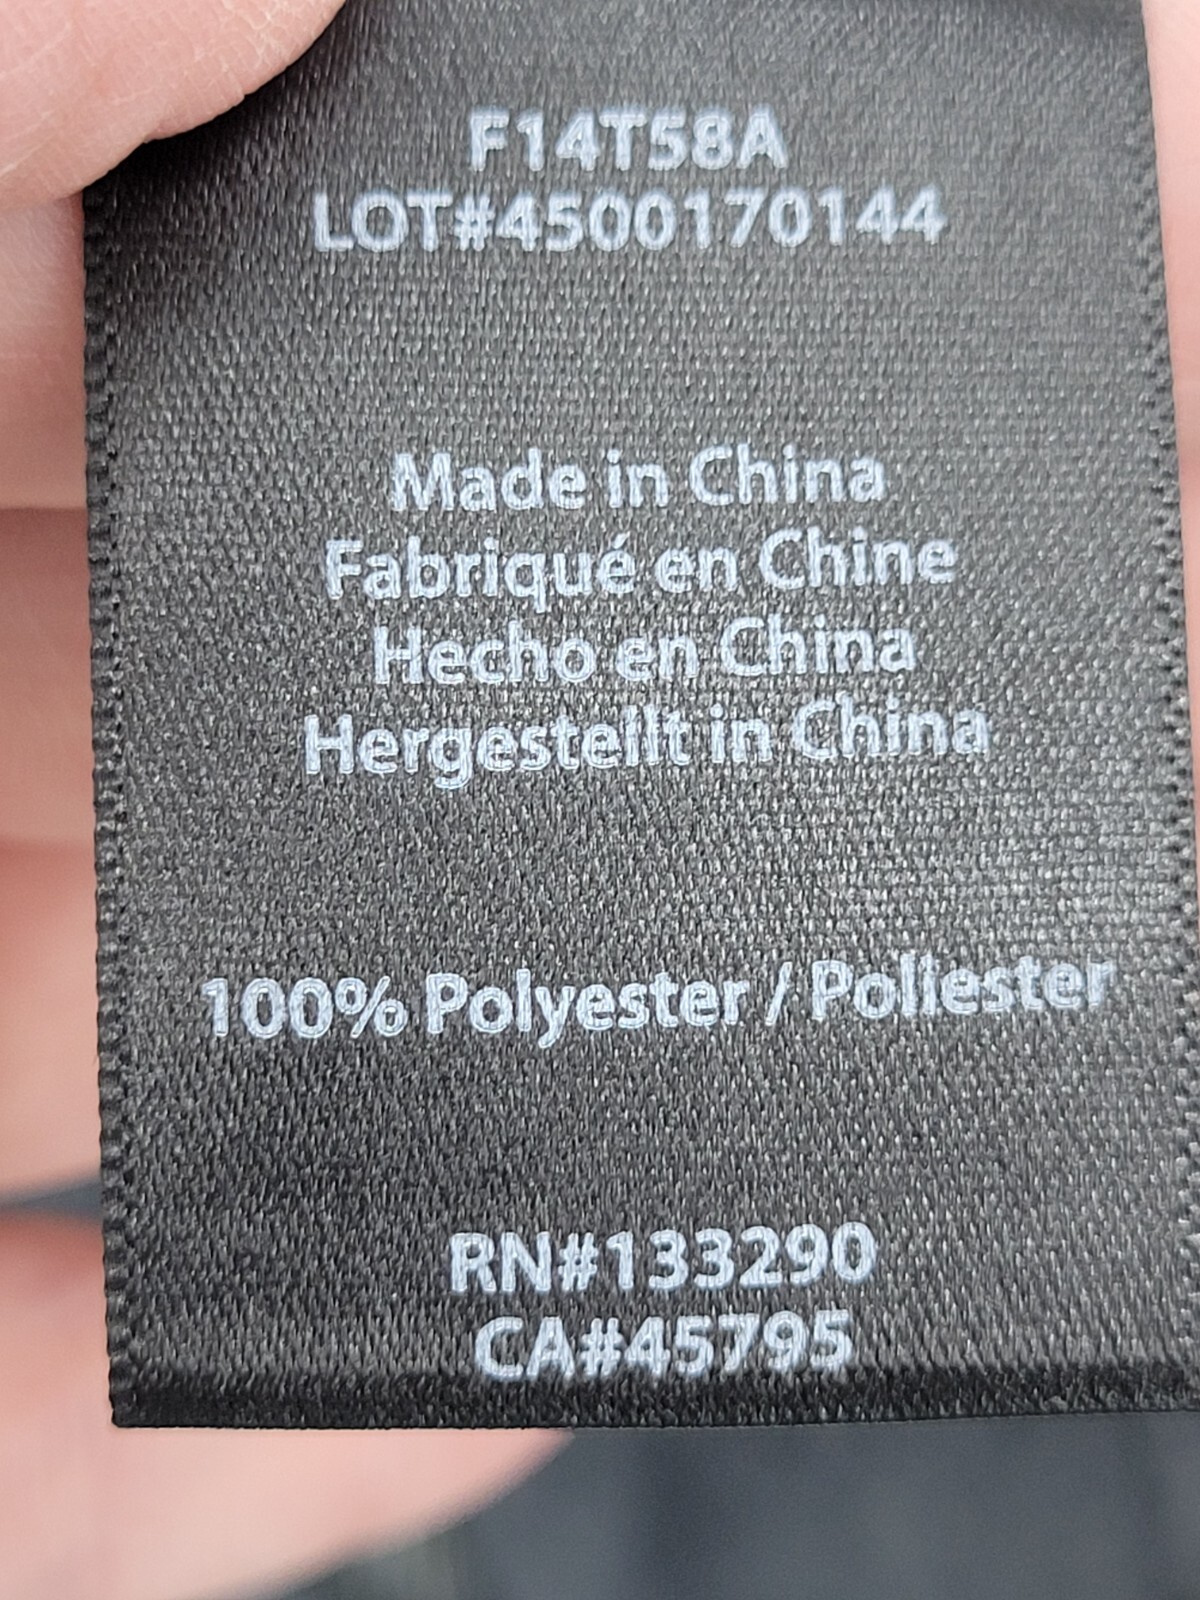 F14T58A
LOT#4500170144
Made in China
Fabriqué en Chine
Hecho en China
Hergestellt in China
100% Polyester / Poliester
RN#133290
CA#45795